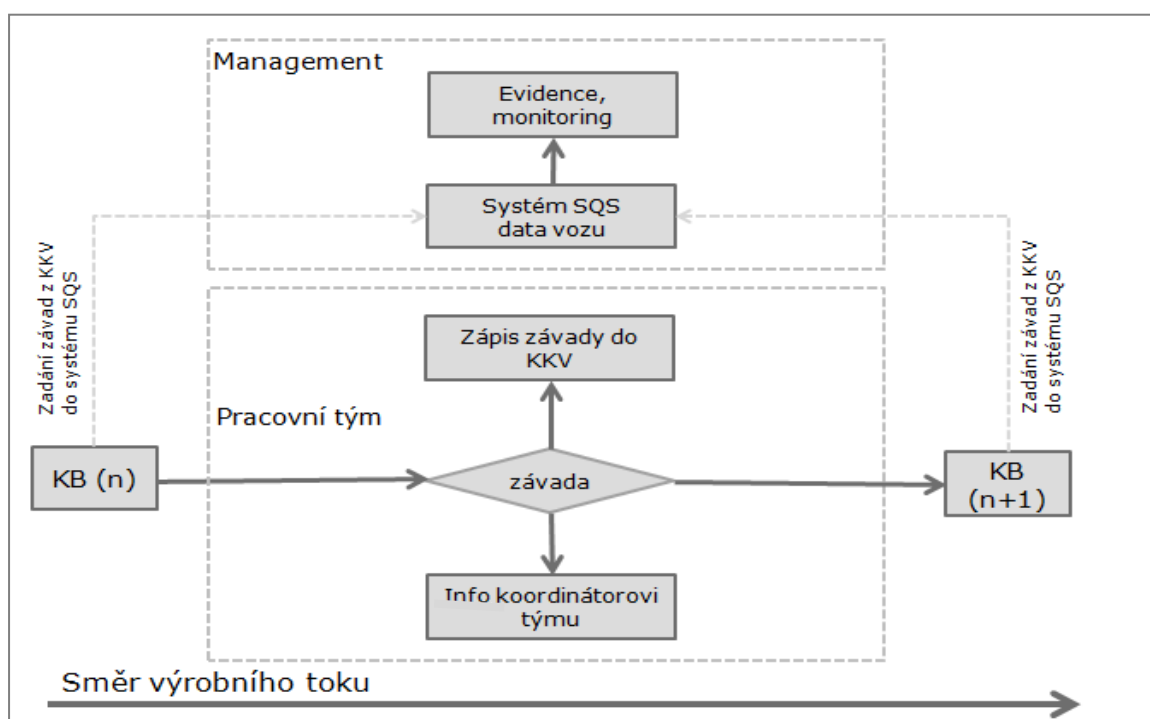 Management
Evidence,
monitoring
Systém SQS
data vozu
Zadání závad z KKV
do systému SQS
Zadání závad z KKV
do systému SQS
Zápis závady do
KKV
Pracovní tým
KB (n)
závada
KB
(n+1)
Info koordinátorovi
týmu
Směr výrobního toku